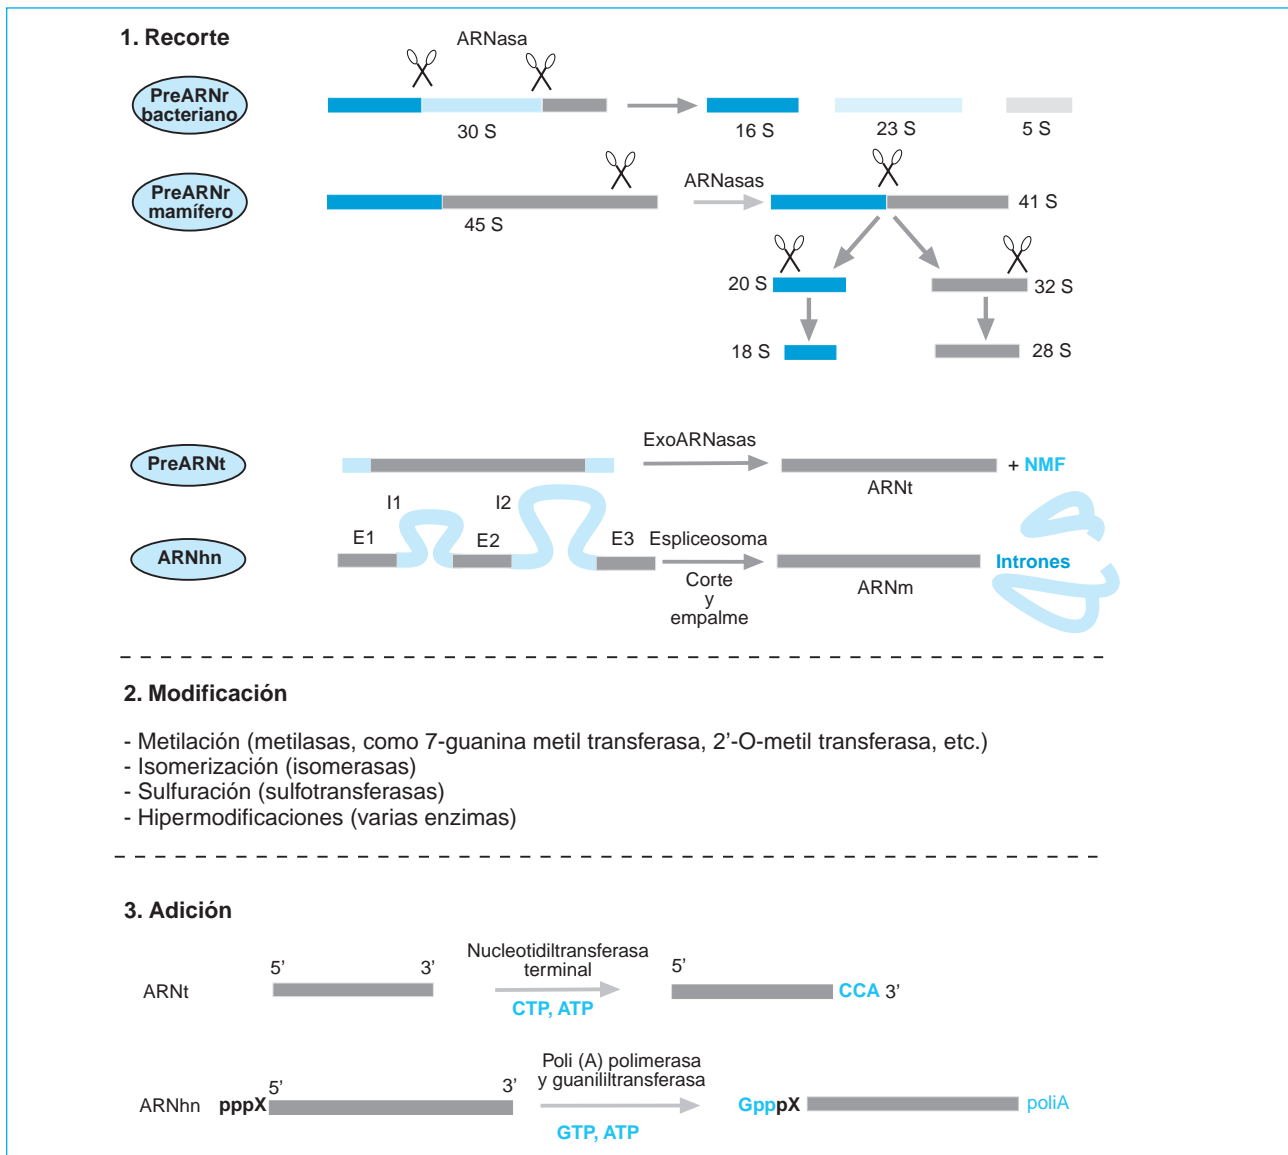 1. Recorte
ARNasa
PreARNr
bacteriano
30 S
16 S
23 S
5 S
PreARNr
mamífero
45 S
ARNasas
41 S
20 S
32 S
18 S
28 S
PreARNt
ExoARNasas
ARNt
+ NMF
ARNhn
E1
I1
E2
I2
E3
Espliceosoma
Corte
y
empalme
ARNm
Intrones
2. Modificación
- Metilación (metilasas, como 7-guanina metil transferasa, 2’-O-metil transferasa, etc.)
- Isomerización (isomerasas)
- Sulfuración (sulfotransferasas)
- Hipermodificaciones (varias enzimas)
3. Adición
ARNt
5’
3’
Nucleotidiltransferasa
terminal
CTP, ATP
5’
CCA 3’
ARNhn
pppX
5’
3’
Poli (A) polimerasa
y guanililtransferasa
GTP, ATP
GpppX
poliA